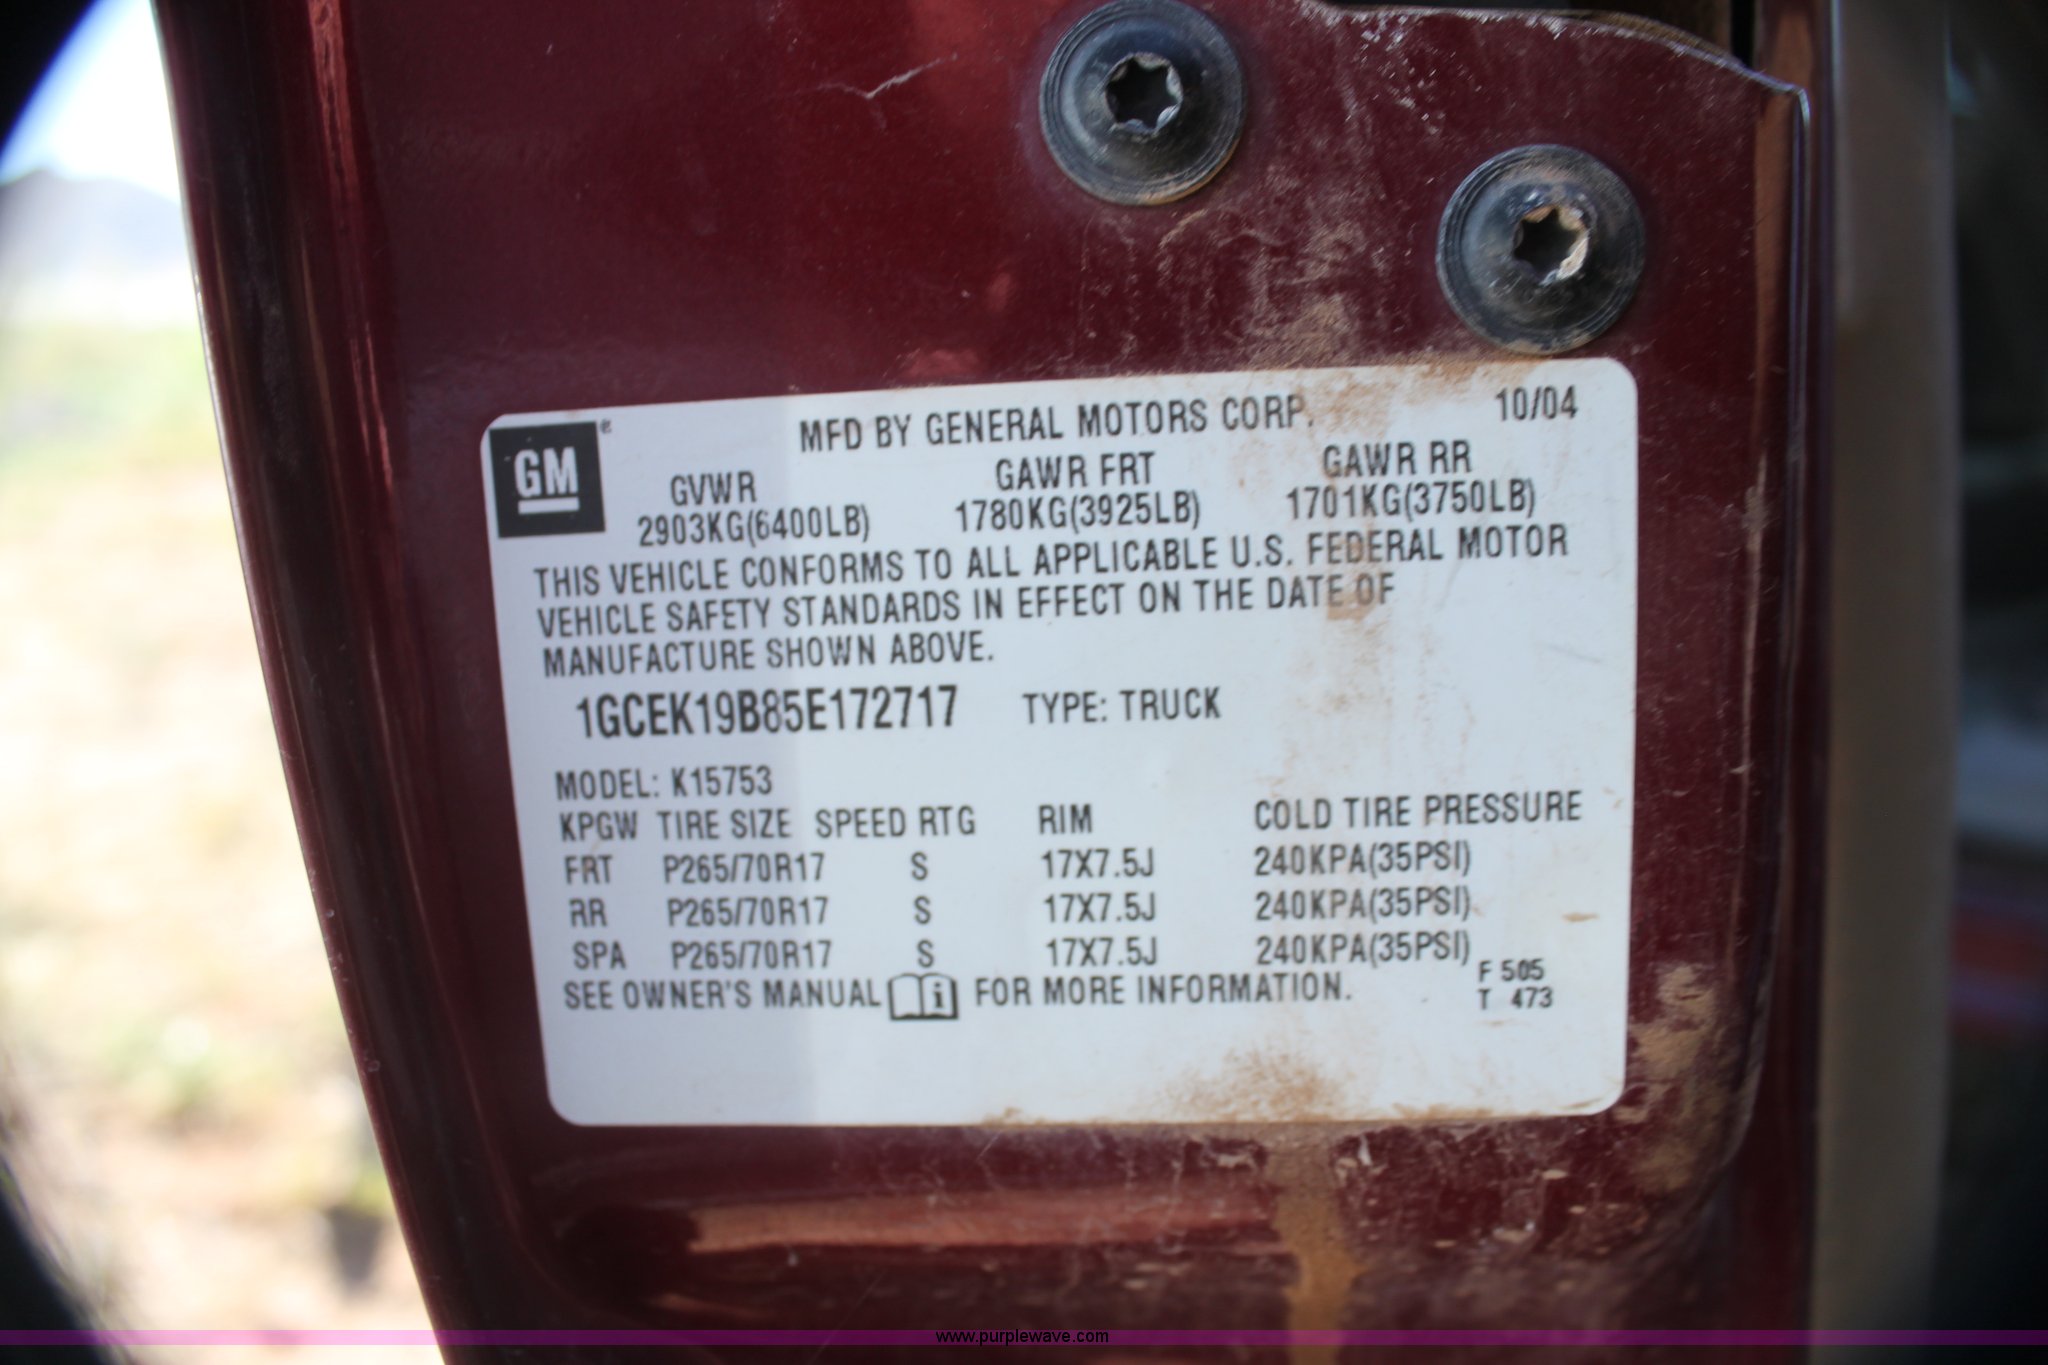 GM ®
MFD BY GENERAL MOTORS CORP. 10/04
GVWR GAWR FRT GAWR RR
2903KG(6400LB) 1780KG(3925LB) 1701KG(3750LB)
THIS VEHICLE CONFORMS TO ALL APPLICABLE U.S. FEDERAL MOTOR
VEHICLE SAFETY STANDARDS IN EFFECT ON THE DATE OF
MANUFACTURE SHOWN ABOVE.
1GCEK19B85E172717 TYPE: TRUCK
MODEL: K15753
KPGW TIRE SIZE SPEED RTG RIM COLD TIRE PRESSURE
FRT P265/70R17 S 17X7.5J 240KPA(35PSI)
RR P265/70R17 S 17X7.5J 240KPA(35PSI)
SPA P265/70R17 S 17X7.5J 240KPA(35PSI)
SEE OWNER'S MANUAL i FOR MORE INFORMATION.
F 505
T 473
www.purplewave.com